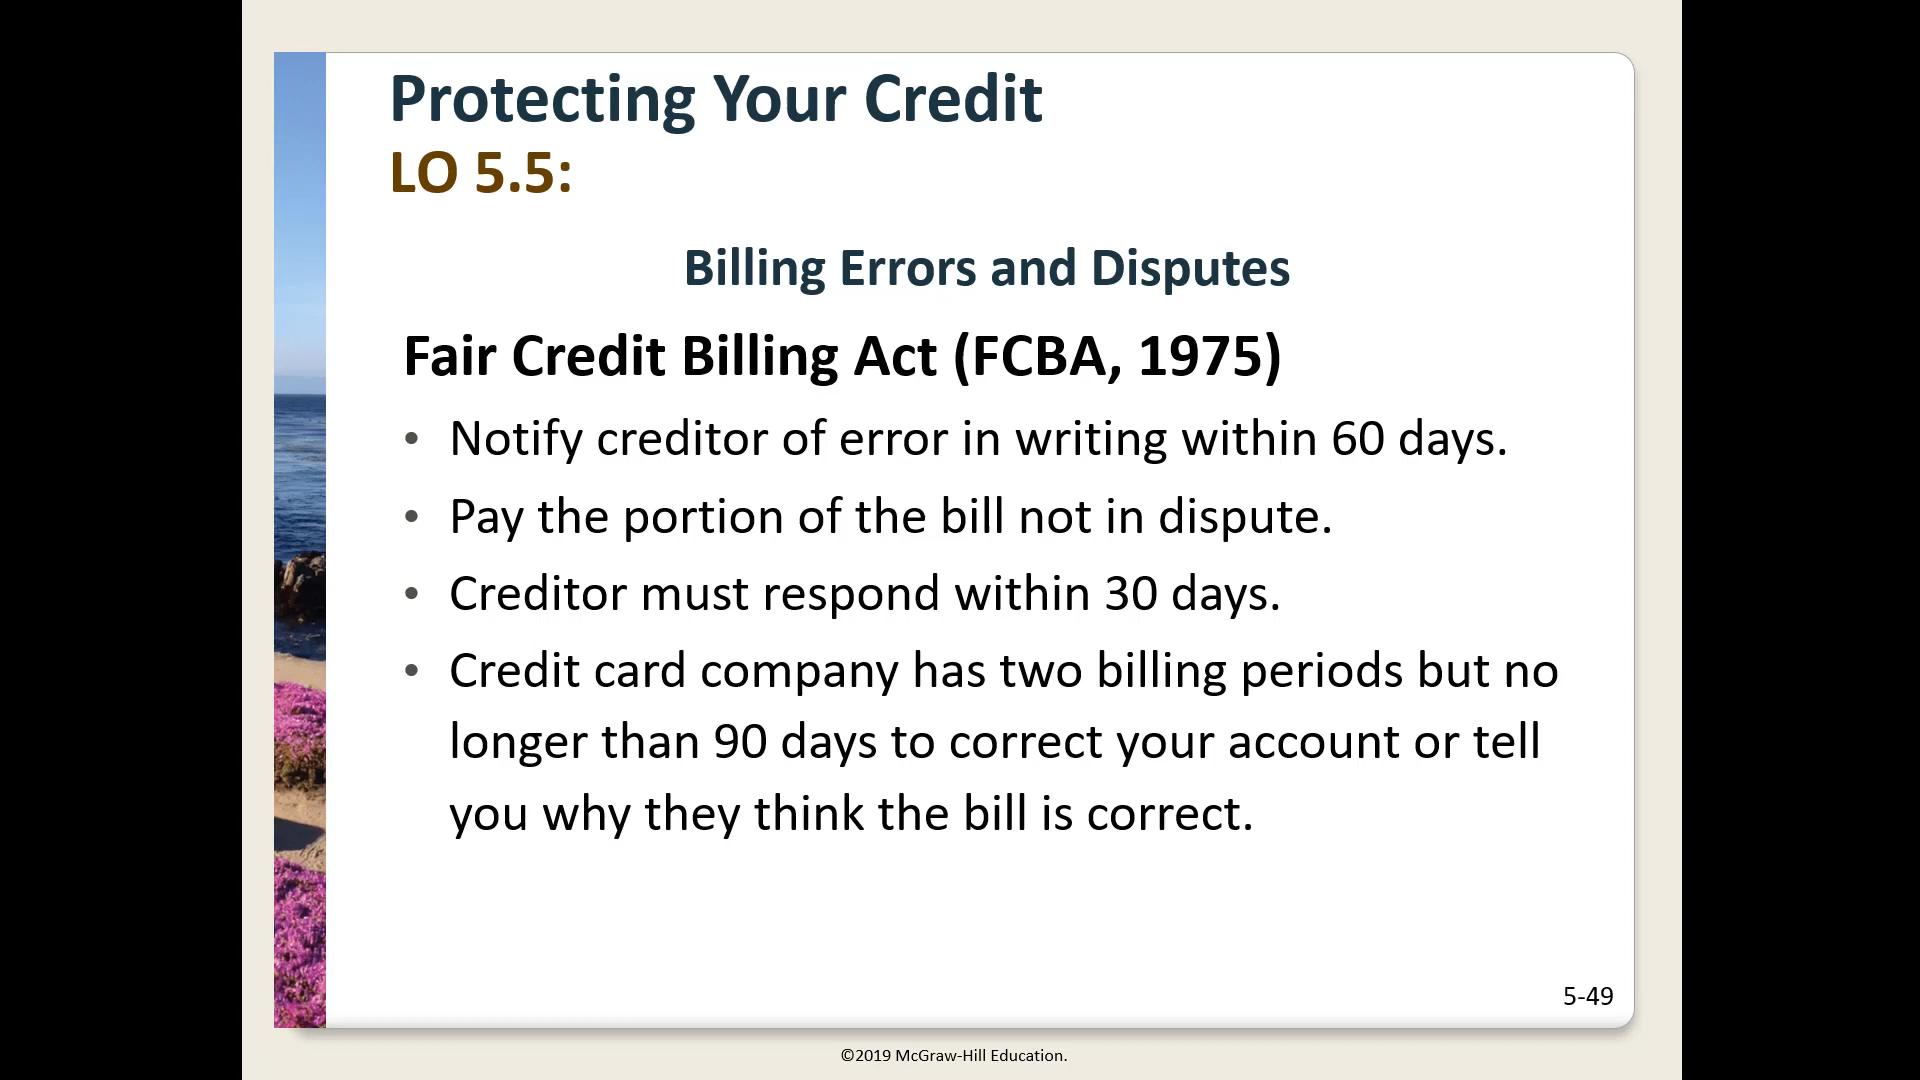 Protecting Your Credit
LO 5.5:
Billing Errors and Disputes
Fair Credit Billing Act (FCBA, 1975)
• Notify creditor of error in writing within 60 days.
• Pay the portion of the bill not in dispute.
• Creditor must respond within 30 days.
• Credit card company has two billing periods but no
longer than 90 days to correct your account or tell
you why they think the bill is correct.
5-49
©2019 McGraw-Hill Education.